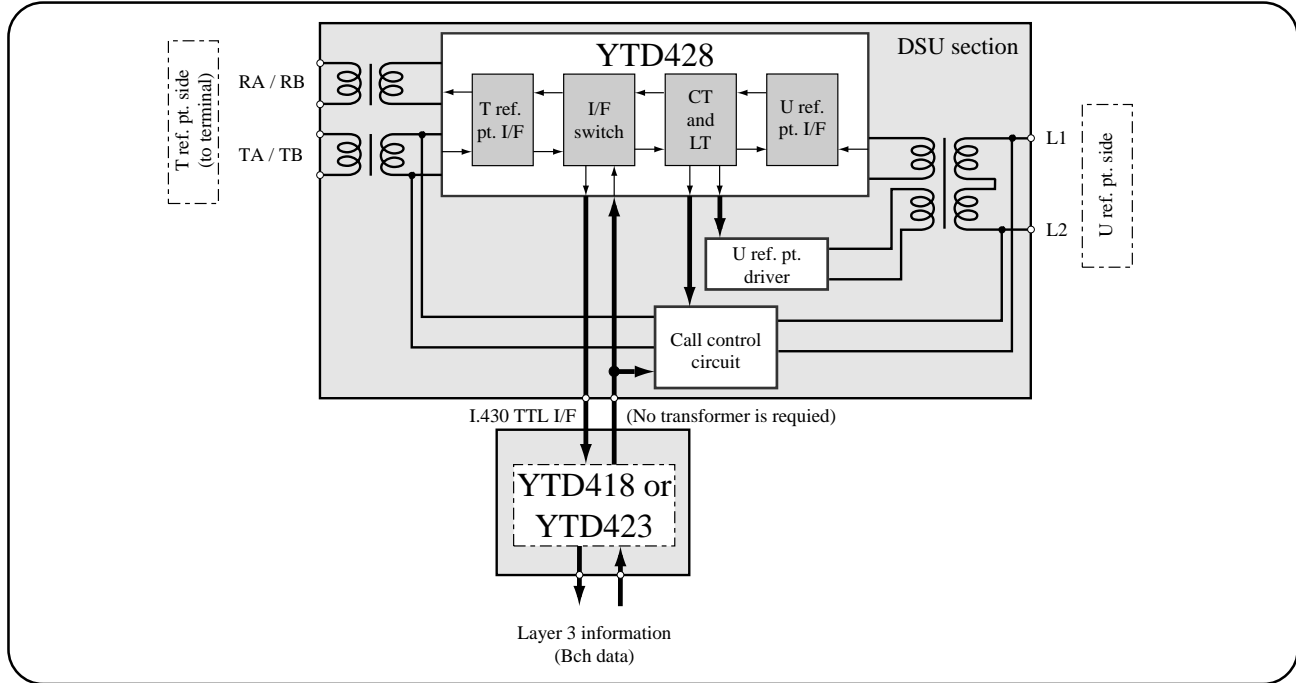 DSU section
YTD428
T ref. pt. side
(to terminal)
RA / RB
TA / TB
T ref.
pt. I/F
I/F
switch
CT
and
LT
U ref.
pt. I/F
L1
L2
U ref. pt. side
U ref. pt.
driver
Call control
circuit
I.430 TTL I/F
(No transformer is requied)
YTD418 or
YTD423
Layer 3 information
(Bch data)